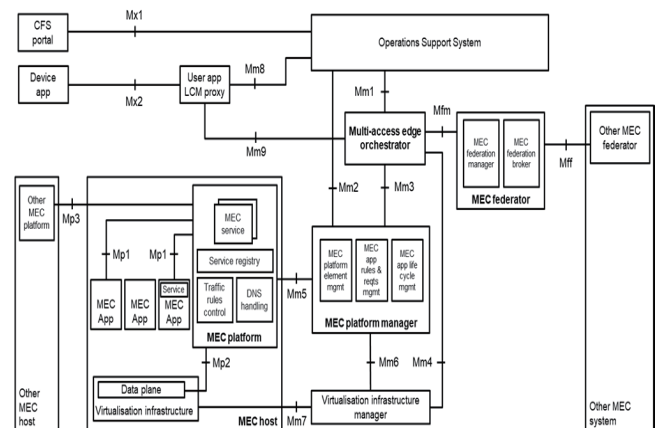 CFS
portal
Mx1
Operations Support System
Device
app
Mx2
User app
LCM proxy
Mm8
Mm1
Mm9
Multi-access edge
orchestrator
Mfm
MEC
federation
manager
MEC
federation
broker
MEC federator
Mff
Other MEC
federator
Mm2
Mm3
Other
MEC
platform
Mp3
MEC
service
Mp1
Mp1
Service registry
Traffic
rules
control
DNS
handling
MEC platform
MEC
App
MEC
App
Service
MEC
App
Mm5
MEC
platform
element
mgmt
MEC
app
rules &
reqts
mgmt
MEC
app life
cycle
mgmt
MEC platform manager
Mp2
Mm6
Mm4
Data plane
Virtualisation infrastructure
MEC host
Mm7
Virtualisation infrastructure
manager
Other
MEC
host
Other MEC
system